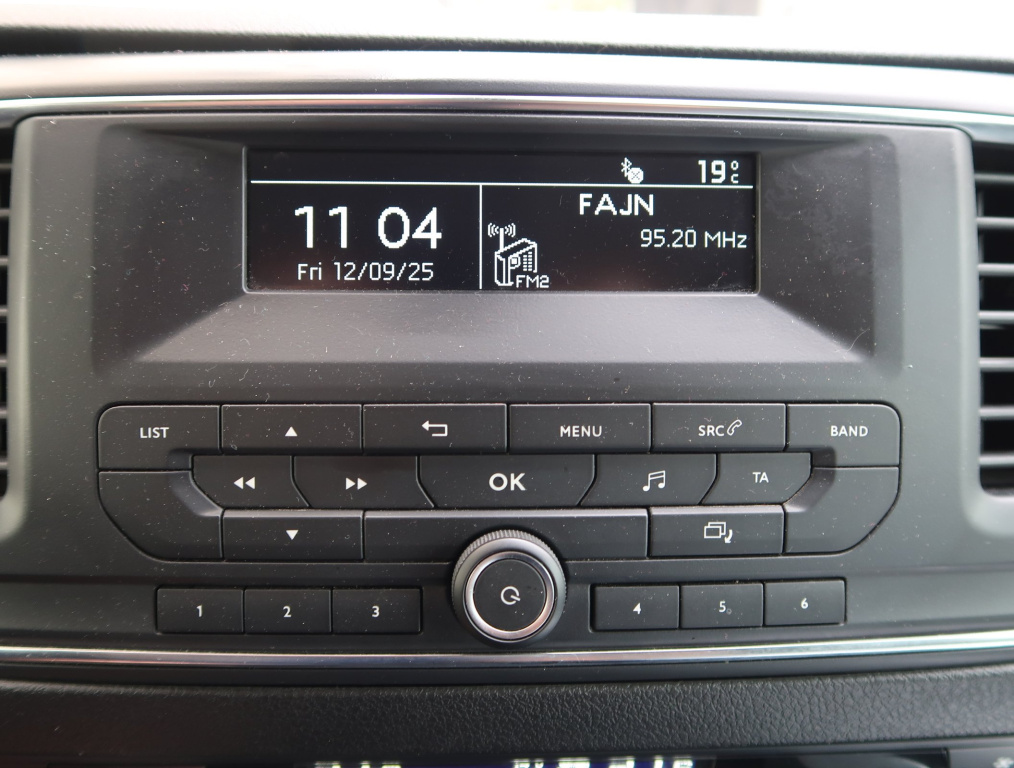 19°C
11 04
Fri 12/09/25
FAJN
95.20 MHz
FM2
LIST
MENU
SRC
BAND
OK
TA
1
2
3
4
5
6